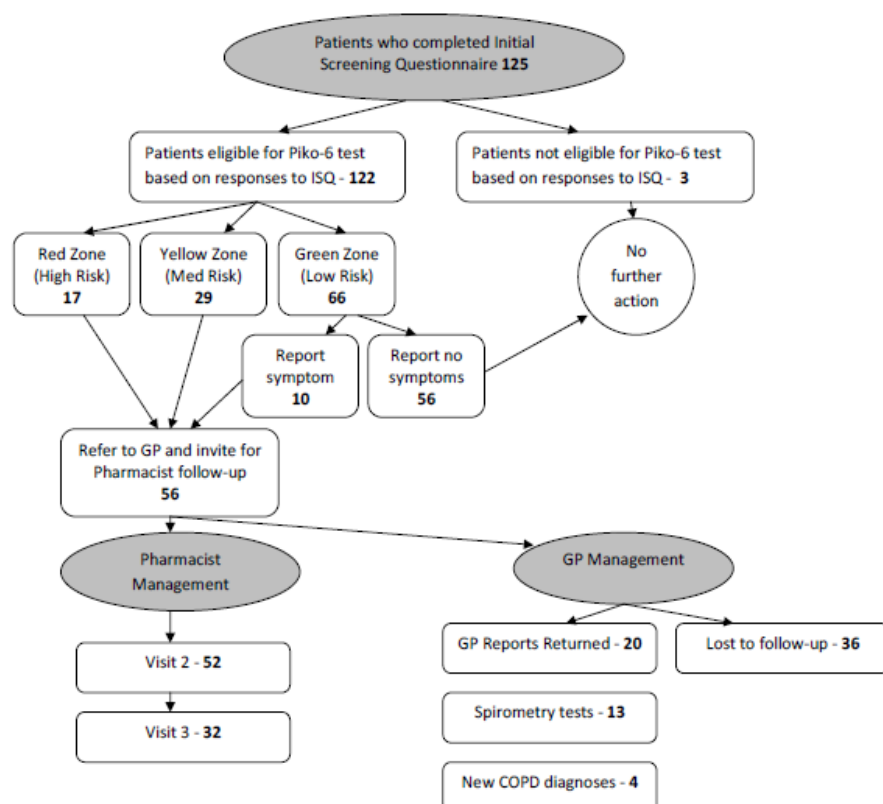 Patients who completed Initial
Screening Questionnaire 125
Patients eligible for Piko-6 test
based on responses to ISQ - 122
Patients not eligible for Piko-6 test
based on responses to ISQ - 3
Red Zone
(High Risk)
17
Yellow Zone
(Med Risk)
29
Green Zone
(Low Risk)
66
No
further
action
Report
symptom
10
Report no
symptoms
56
Refer to GP and invite for
Pharmacist follow-up
56
Pharmacist
Management
GP Management
Visit 2 - 52
Visit 3 - 32
GP Reports Returned - 20
Lost to follow-up - 36
Spirometry tests - 13
New COPD diagnoses - 4